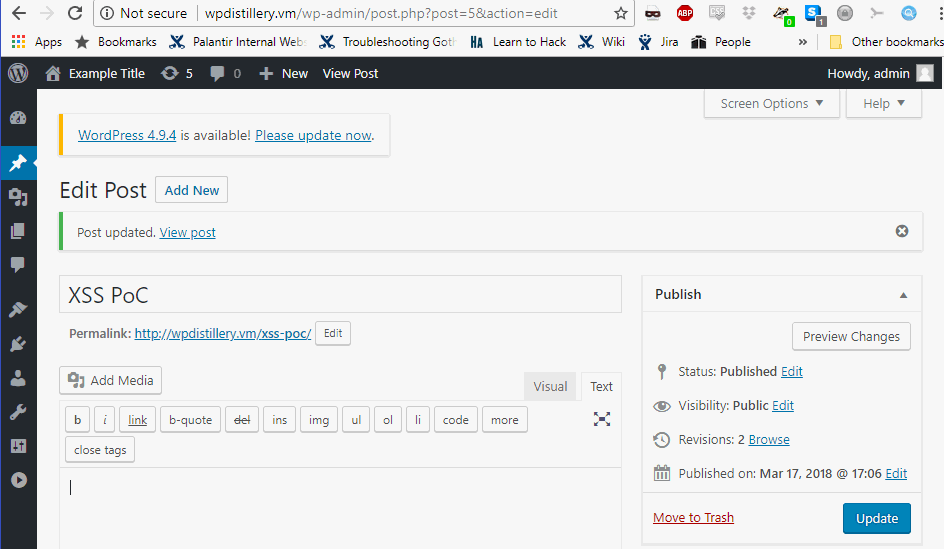 Not secure | wpdistillery.vm/wp-admin/post.php?post=5&action=edit
ABP 0 1
Apps Bookmarks Palantir Internal Web Troubleshooting Goth Learn to Hack Wiki Jira People » Other bookmarks
Example Title 5 0 New View Post Howdy, admin
Screen Options Help
WordPress 4.9.4 is available! Please update now.
Edit Post Add New
Post updated. View post
XSS PoC
Permalink: http://wpdistillery.vm/xss-poc/ Edit
Add Media
Visual Text
b i link b-quote del ins img ul ol li code more
close tags
Publish
Preview Changes
Status: Published Edit
Visibility: Public Edit
Revisions: 2 Browse
Published on: Mar 17, 2018 @ 17:06 Edit
Move to Trash Update